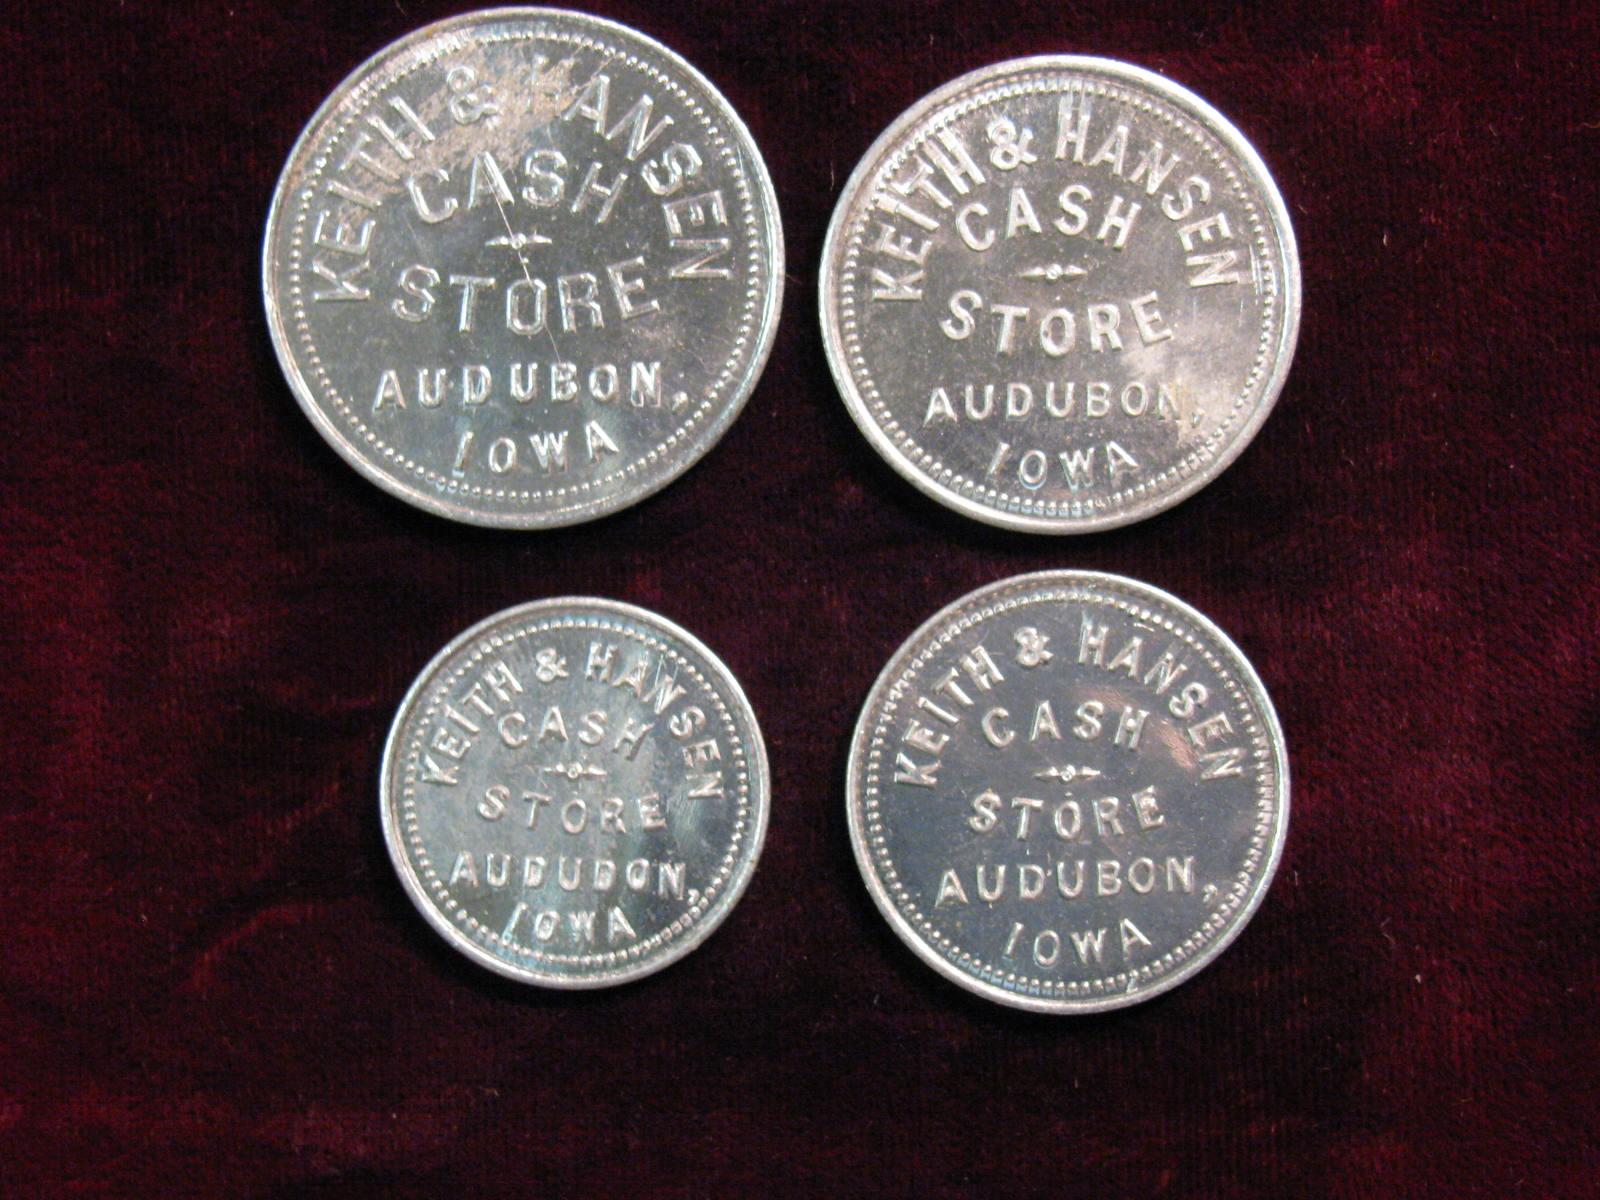 KEITH & HANSEN
CASH
STORE
AUDUBON,
IOWA
KEITH & HANSEN
CASH
STORE
AUDUBON,
IOWA
KEITH & HANSEN
CASH
STORE
AUDUBON,
IOWA
KEITH & HANSEN
CASH
STORE
AUDUBON,
IOWA